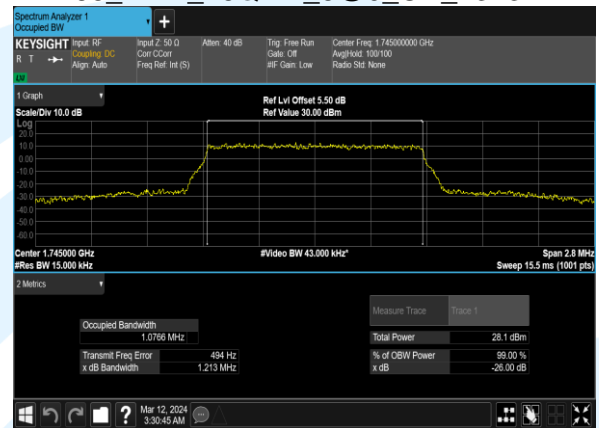 Spectrum Analyzer 1
Occupied BW
KEYSIGHT Input: RF Input Z: 50 Ω Atten: 40 dB Trig: Free Run Center Freq: 1.745000000 GHz
R T Coupling: DC Corr CCorr Gate: Off Avg|Hold: 100/100
Align: Auto Freq Ref: Int (S) #IF Gain: Low Radio Std: None
1 Graph
Ref Lvl Offset 5.50 dB
Scale/Div 10.0 dB Ref Value 30.00 dBm
Log
20.0
10.0
0.00
-10.0
-20.0
-30.0
-40.0
-50.0
-60.0
Center 1.745000 GHz #Video BW 43.000 kHz* Span 2.8 MHz
#Res BW 15.000 kHz Sweep 15.5 ms (1001 pts)
2 Metrics
Measure Trace Trace 1
Occupied Bandwidth
1.0766 MHz Total Power 28.1 dBm
Transmit Freq Error 494 Hz % of OBW Power 99.00 %
x dB Bandwidth 1.213 MHz x dB -26.00 dB
Mar 12, 2024
3:30:45 AM